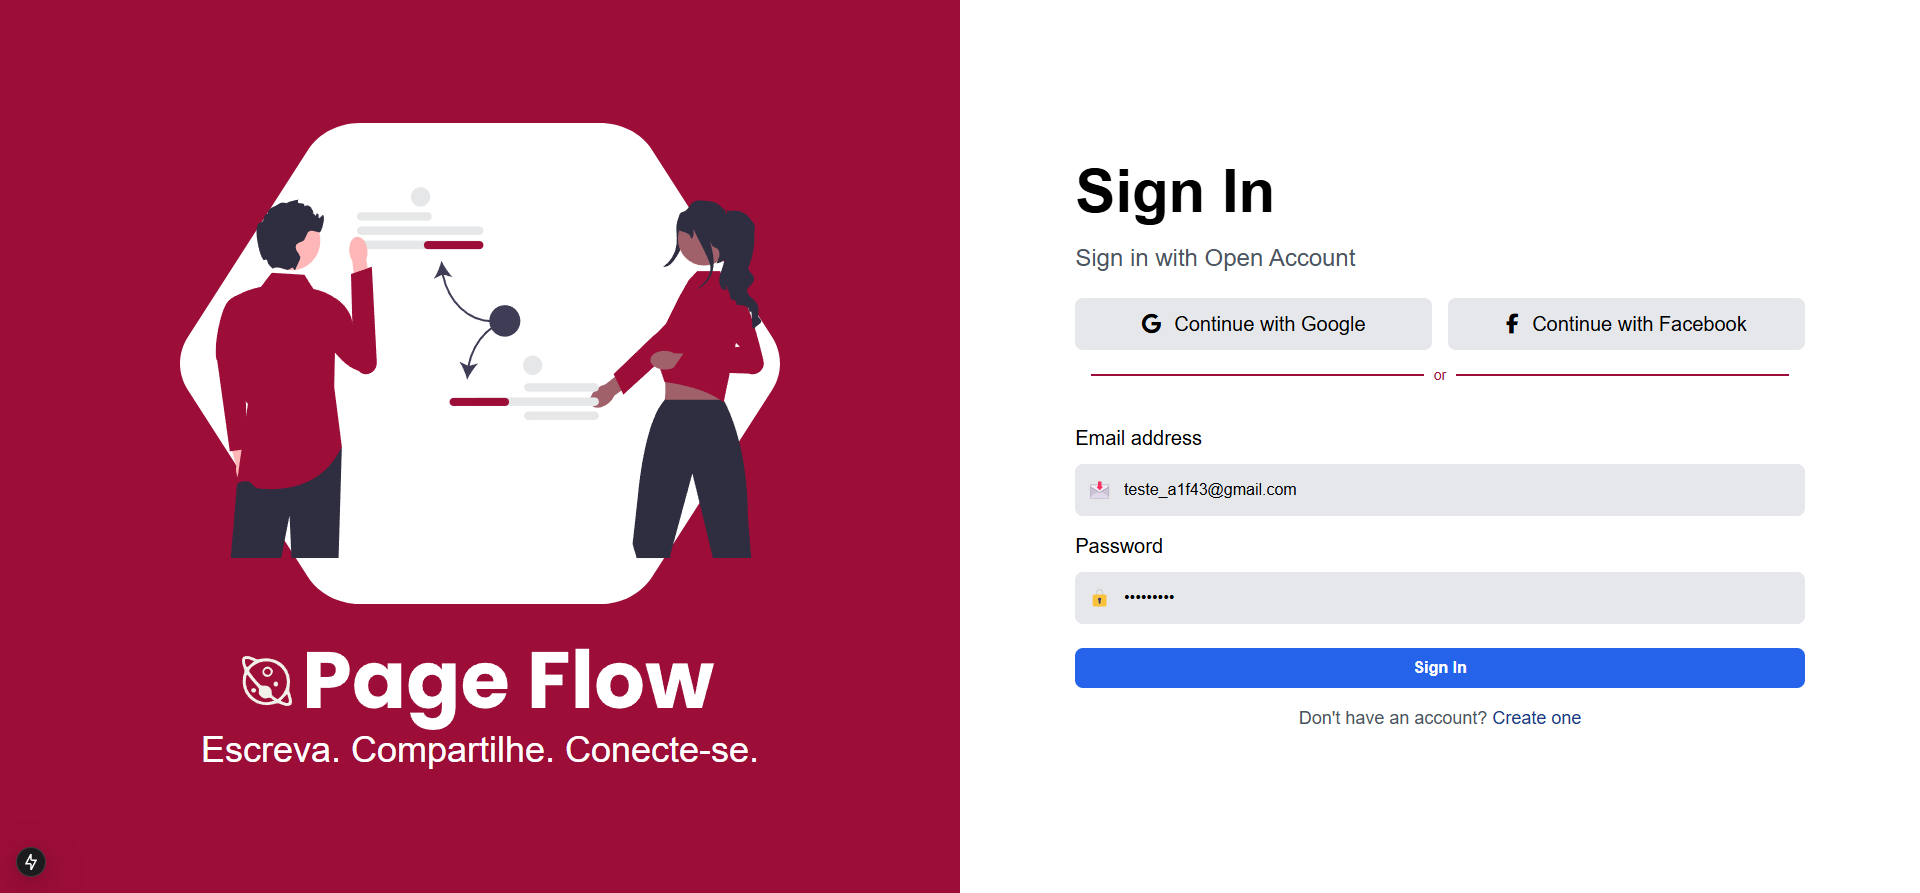 Page Flow
Escreva. Compartilhe. Conecte-se.
Sign In
Sign in with Open Account
Continue with Google
Continue with Facebook
or
Email address
teste_a1f43@gmail.com
Password
•••••••••
Sign In
Don't have an account? Create one